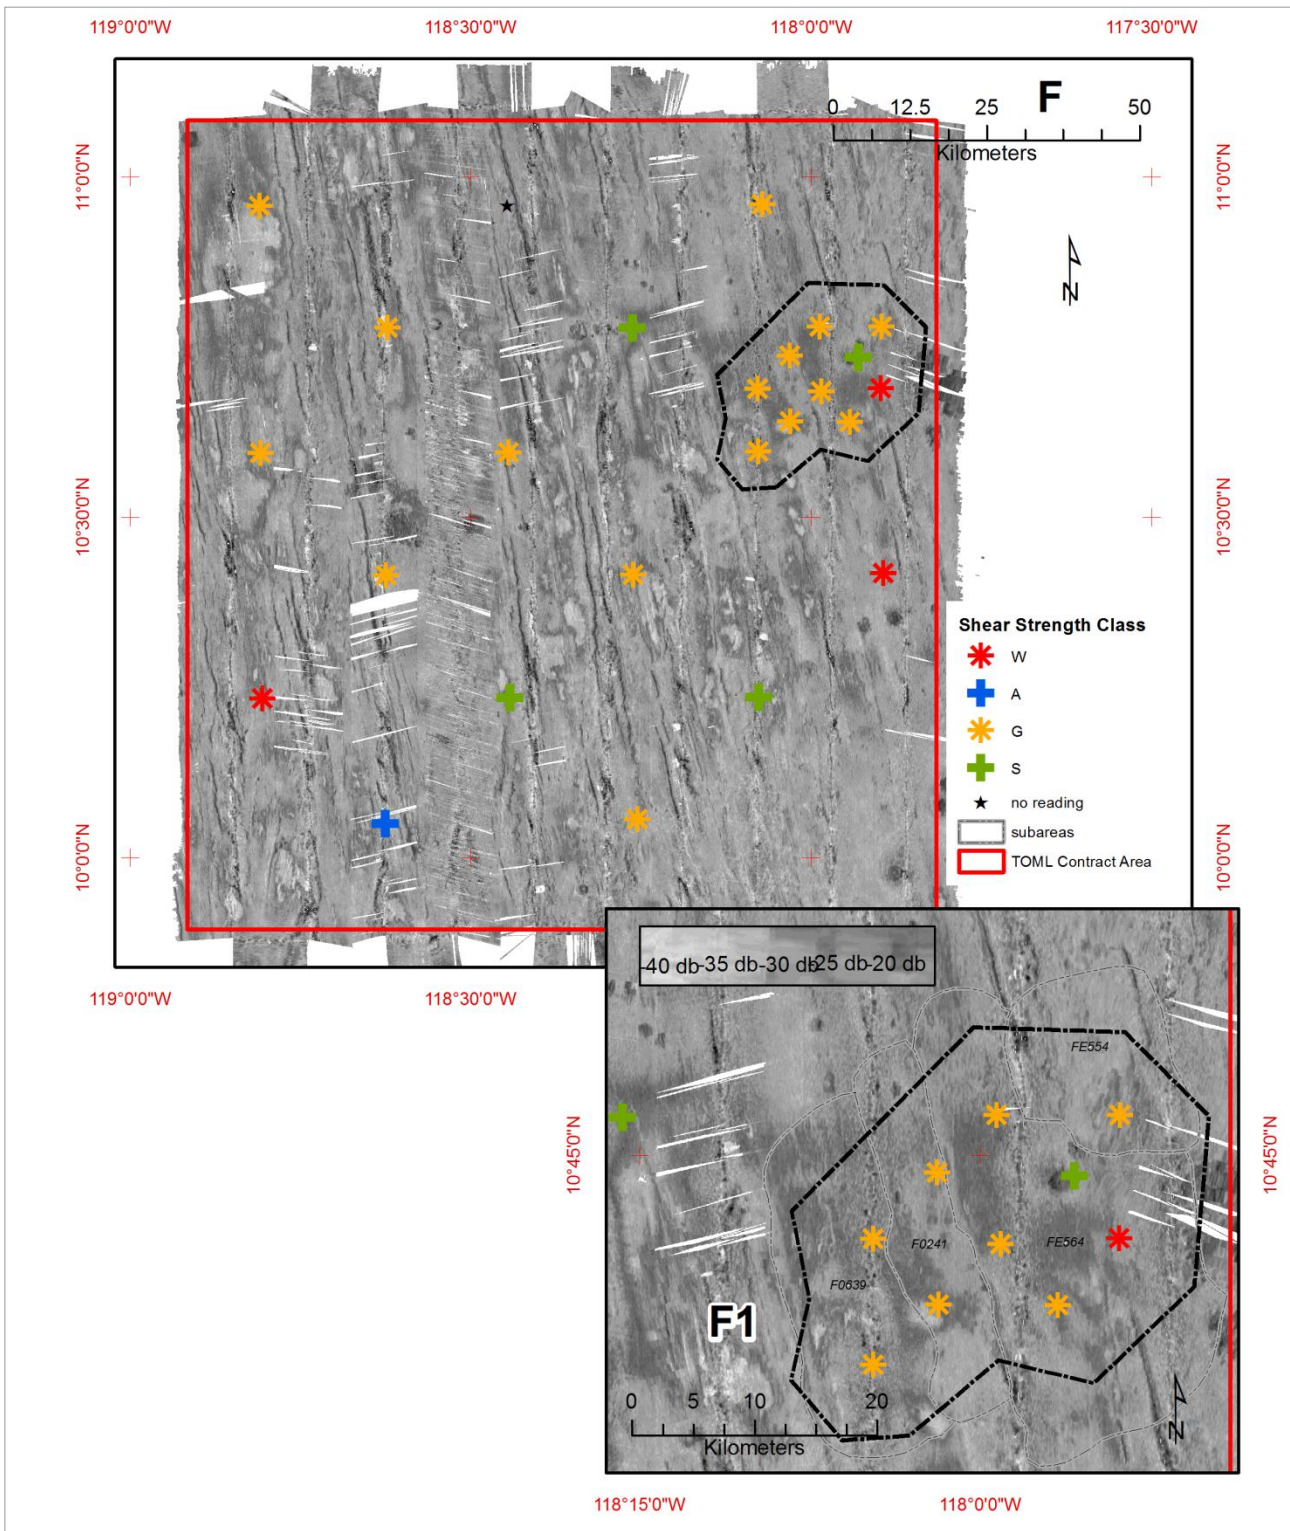 119°0'0"W
118°30'0"W
118°0'0"W
117°30'0"W
F
0 12.5 25 50
Kilometers
11°0'0"N
11°0'0"N
N
10°30'0"N
10°30'0"N
Shear Strength Class
W
A
G
S
no reading
subareas
TOML Contract Area
10°0'0"N
10°0'0"N
-40 db -35 db -30 db -25 db -20 db
119°0'0"W
118°30'0"W
FE554
10°45'0"N
10°45'0"N
F0241
FE564
F0639
F1
0 5 10 20
Kilometers
N
118°15'0"W
118°0'0"W